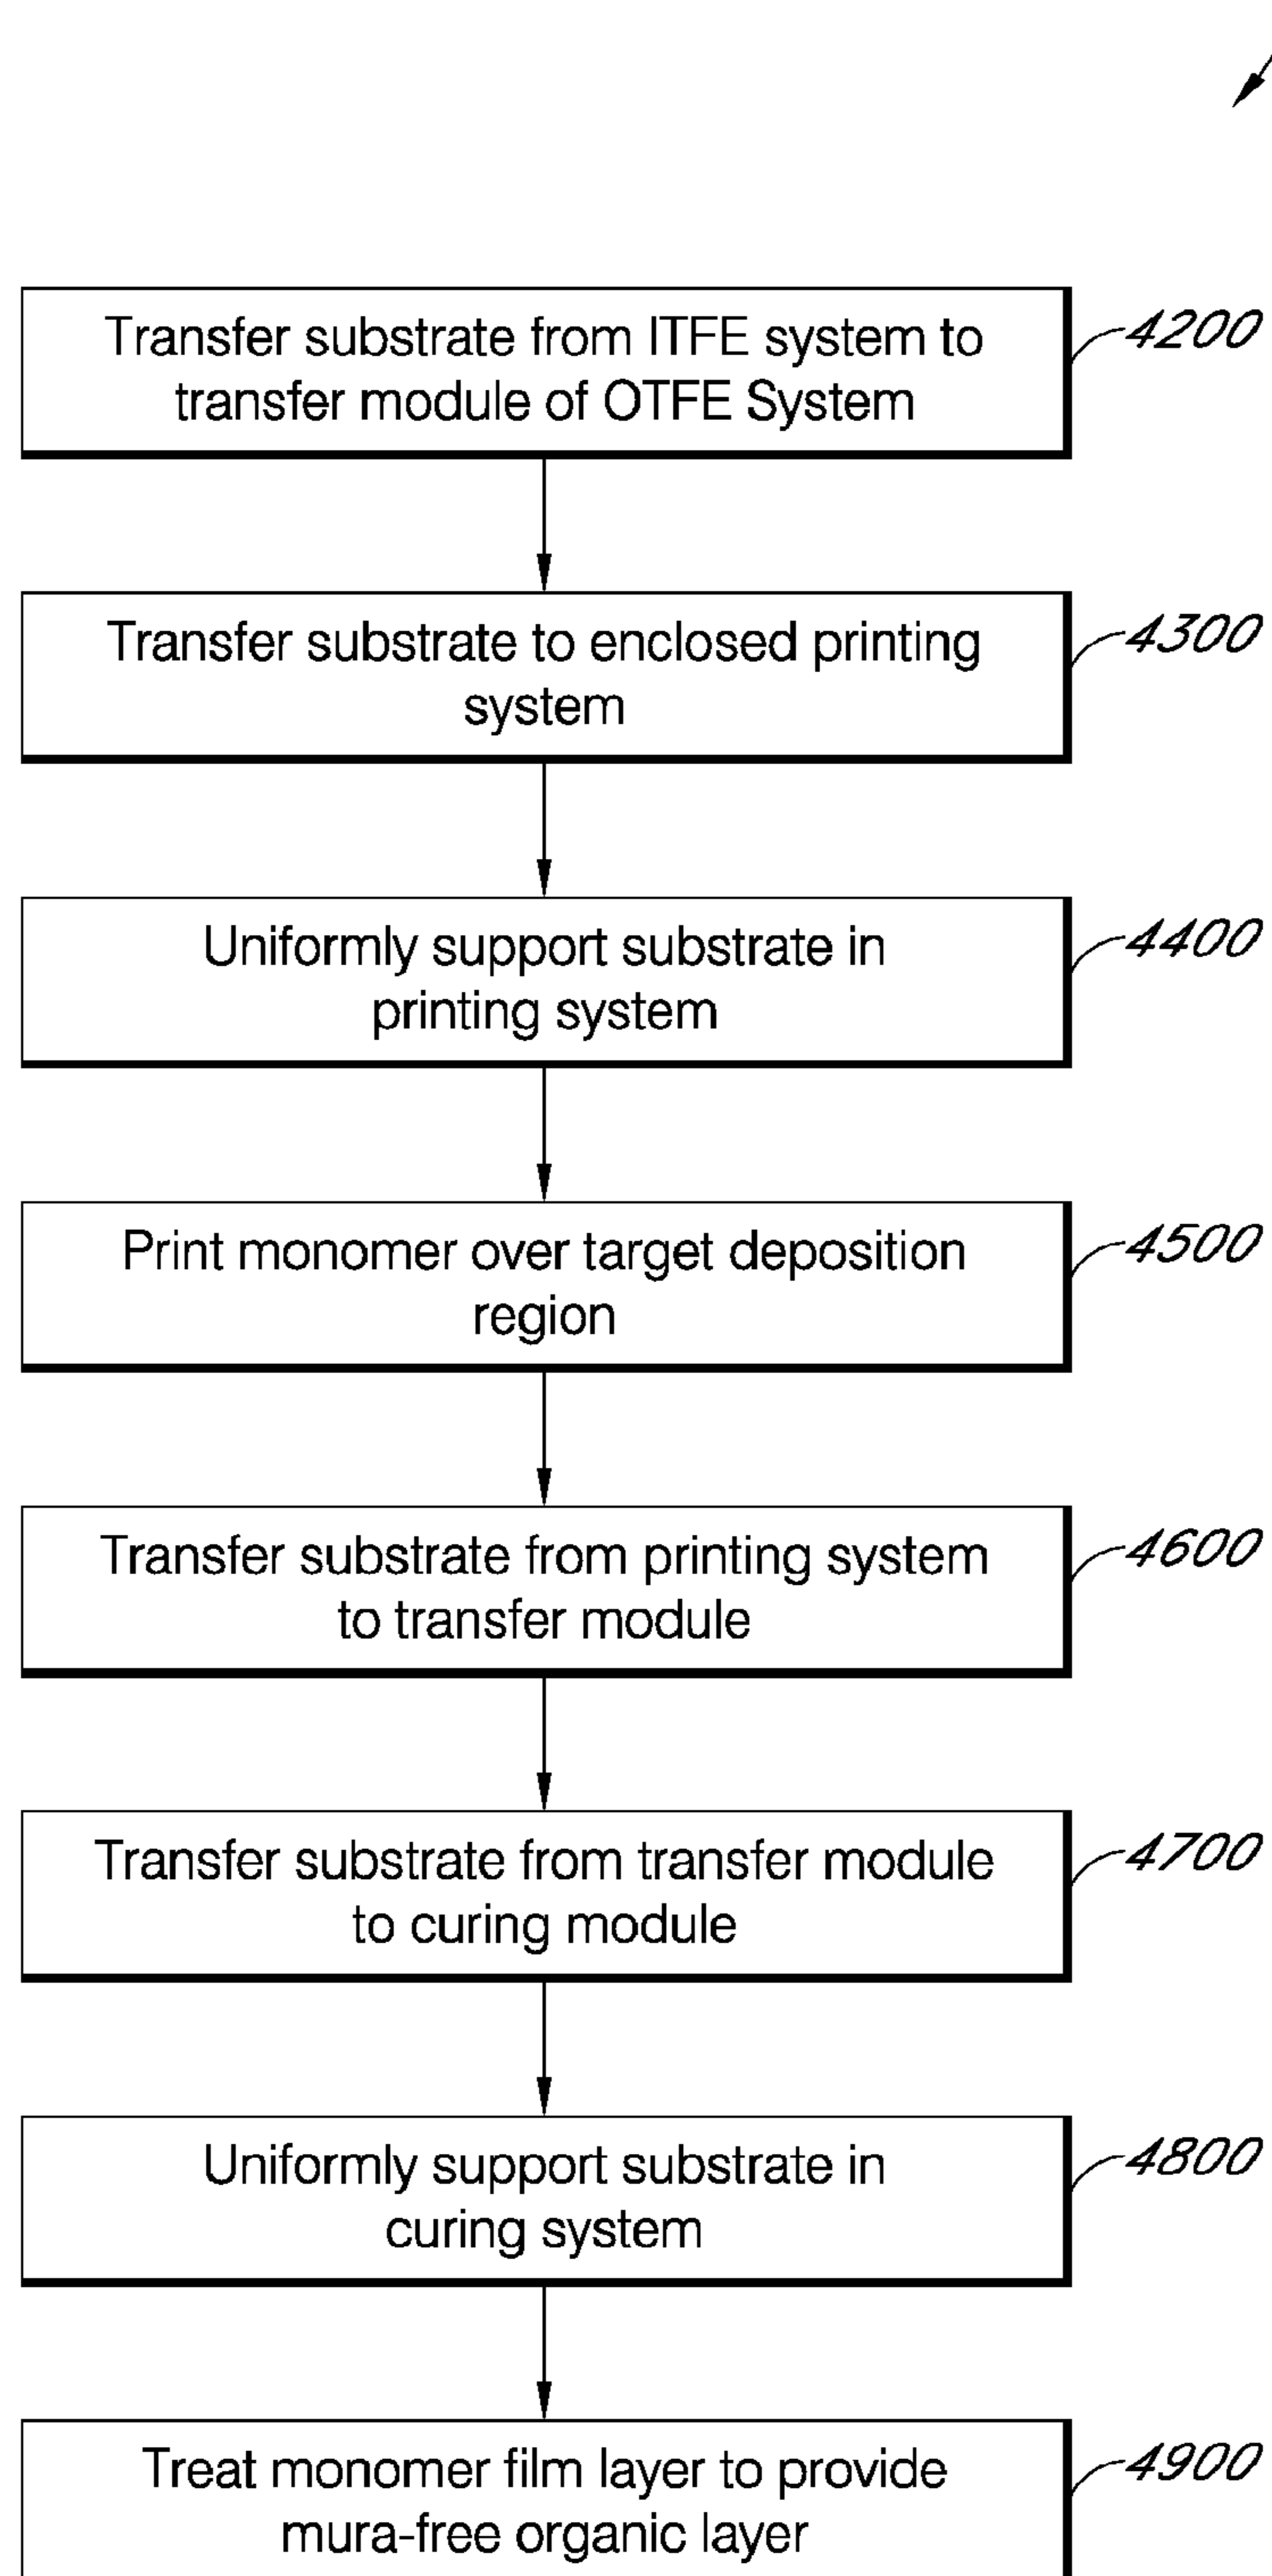 Transfer substrate from ITFE system to
transfer module of OTFE System
4200
Transfer substrate to enclosed printing
system
4300
Uniformly support substrate in
printing system
4400
Print monomer over target deposition
region
4500
Transfer substrate from printing system
to transfer module
4600
Transfer substrate from transfer module
to curing module
4700
Uniformly support substrate in
curing system
4800
Treat monomer film layer to provide
mura-free organic layer
4900